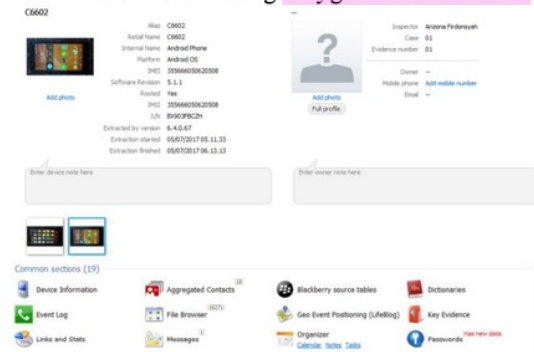 C6602
Alias C6602
Retail Name C6602
Internal Name Android Phone
Platform Android OS
IMEI 355666050620508
Software Revision 5.1.1
Rooted Yes
IMSI 355666050620508
S/N BX903FBCZH
Extracted by version 6.4.0.67
Extraction started 05/07/2017 05.11.33
Extraction finished 05/07/2017 06.13.13
Add photo
--
Inspector Arizona Firdonsyah
Case 01
Evidence number 01
Owner --
Mobile phone Add mobile number
Email --
Add photo
Full profile
Enter device note here
Enter owner note here
Common sections (19)
Device Information
Aggregated Contacts
Blackberry source tables
Dictionaries
Event Log
File Browser 16271
Geo Event Positioning (LifeBlog)
Key Evidence
Links and Stats
Messages 1
Organizer
Calendar Notes Tasks
Passwords Has new data